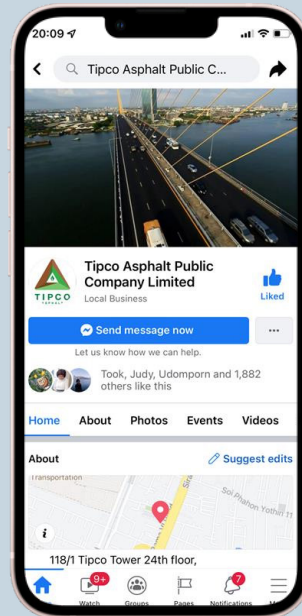 20:09
Tipco Asphalt Public C...
TIPCO
ASPHALT
Tipco Asphalt Public
Company Limited
Local Business
Liked
Send message now
Let us know how we can help.
Took, Judy, Udomporn and 1,882
others like this
Home About Photos Events Videos
About
Suggest edits
Transportation
Soi Phahon Yothin 11
118/1 Tipco Tower 24th floor,
9+
7
Watch Groups Pages Notifications